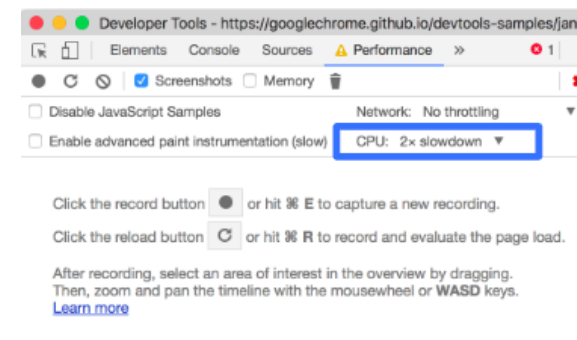 Developer Tools - https://googlechrome.github.io/devtools-samples/jan
Elements Console Sources Performance » 1
Screenshots Memory
Disable JavaScript Samples Network: No throttling ▼
Enable advanced paint instrumentation (slow) CPU: 2× slowdown ▼
Click the record button or hit ⌘ E to capture a new recording.
Click the reload button or hit ⌘ R to record and evaluate the page load.
After recording, select an area of interest in the overview by dragging.
Then, zoom and pan the timeline with the mousewheel or WASD keys.
Learn more